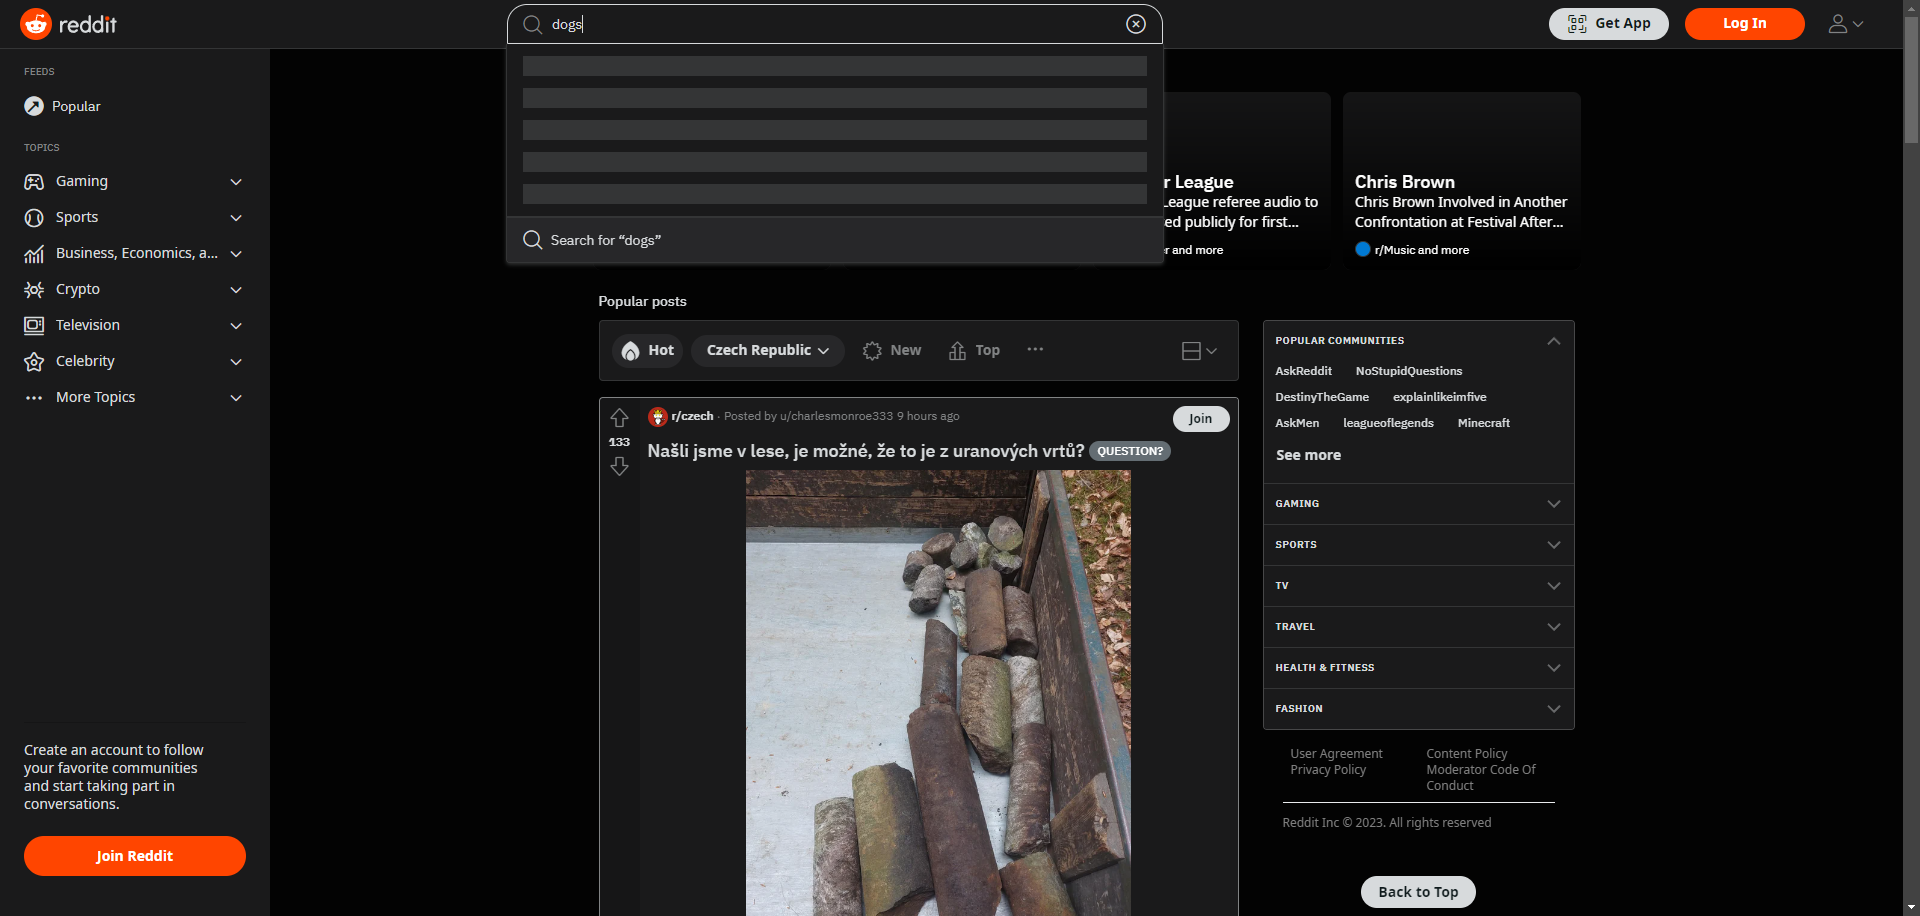 reddit
dogs
Get App
Log In
FEEDS
Popular
TOPICS
Gaming
Sports
Business, Economics, a...
Crypto
Television
Celebrity
More Topics
Create an account to follow
your favorite communities
and start taking part in
conversations.
Join Reddit
Search for “dogs”
r League
League referee audio to
ed publicly for first...
r and more
Chris Brown
Chris Brown Involved in Another
Confrontation at Festival After...
r/Music and more
Popular posts
Hot
Czech Republic
New
Top
133
r/czech · Posted by u/charlesmonroe333 9 hours ago
Join
Našli jsme v lese, je možné, že to je z uranových vrtů? QUESTION?
POPULAR COMMUNITIES
AskReddit NoStupidQuestions
DestinyTheGame explainlikeimfive
AskMen leagueoflegends Minecraft
See more
GAMING
SPORTS
TV
TRAVEL
HEALTH & FITNESS
FASHION
User Agreement
Privacy Policy
Content Policy
Moderator Code Of
Conduct
Reddit Inc © 2023. All rights reserved
Back to Top